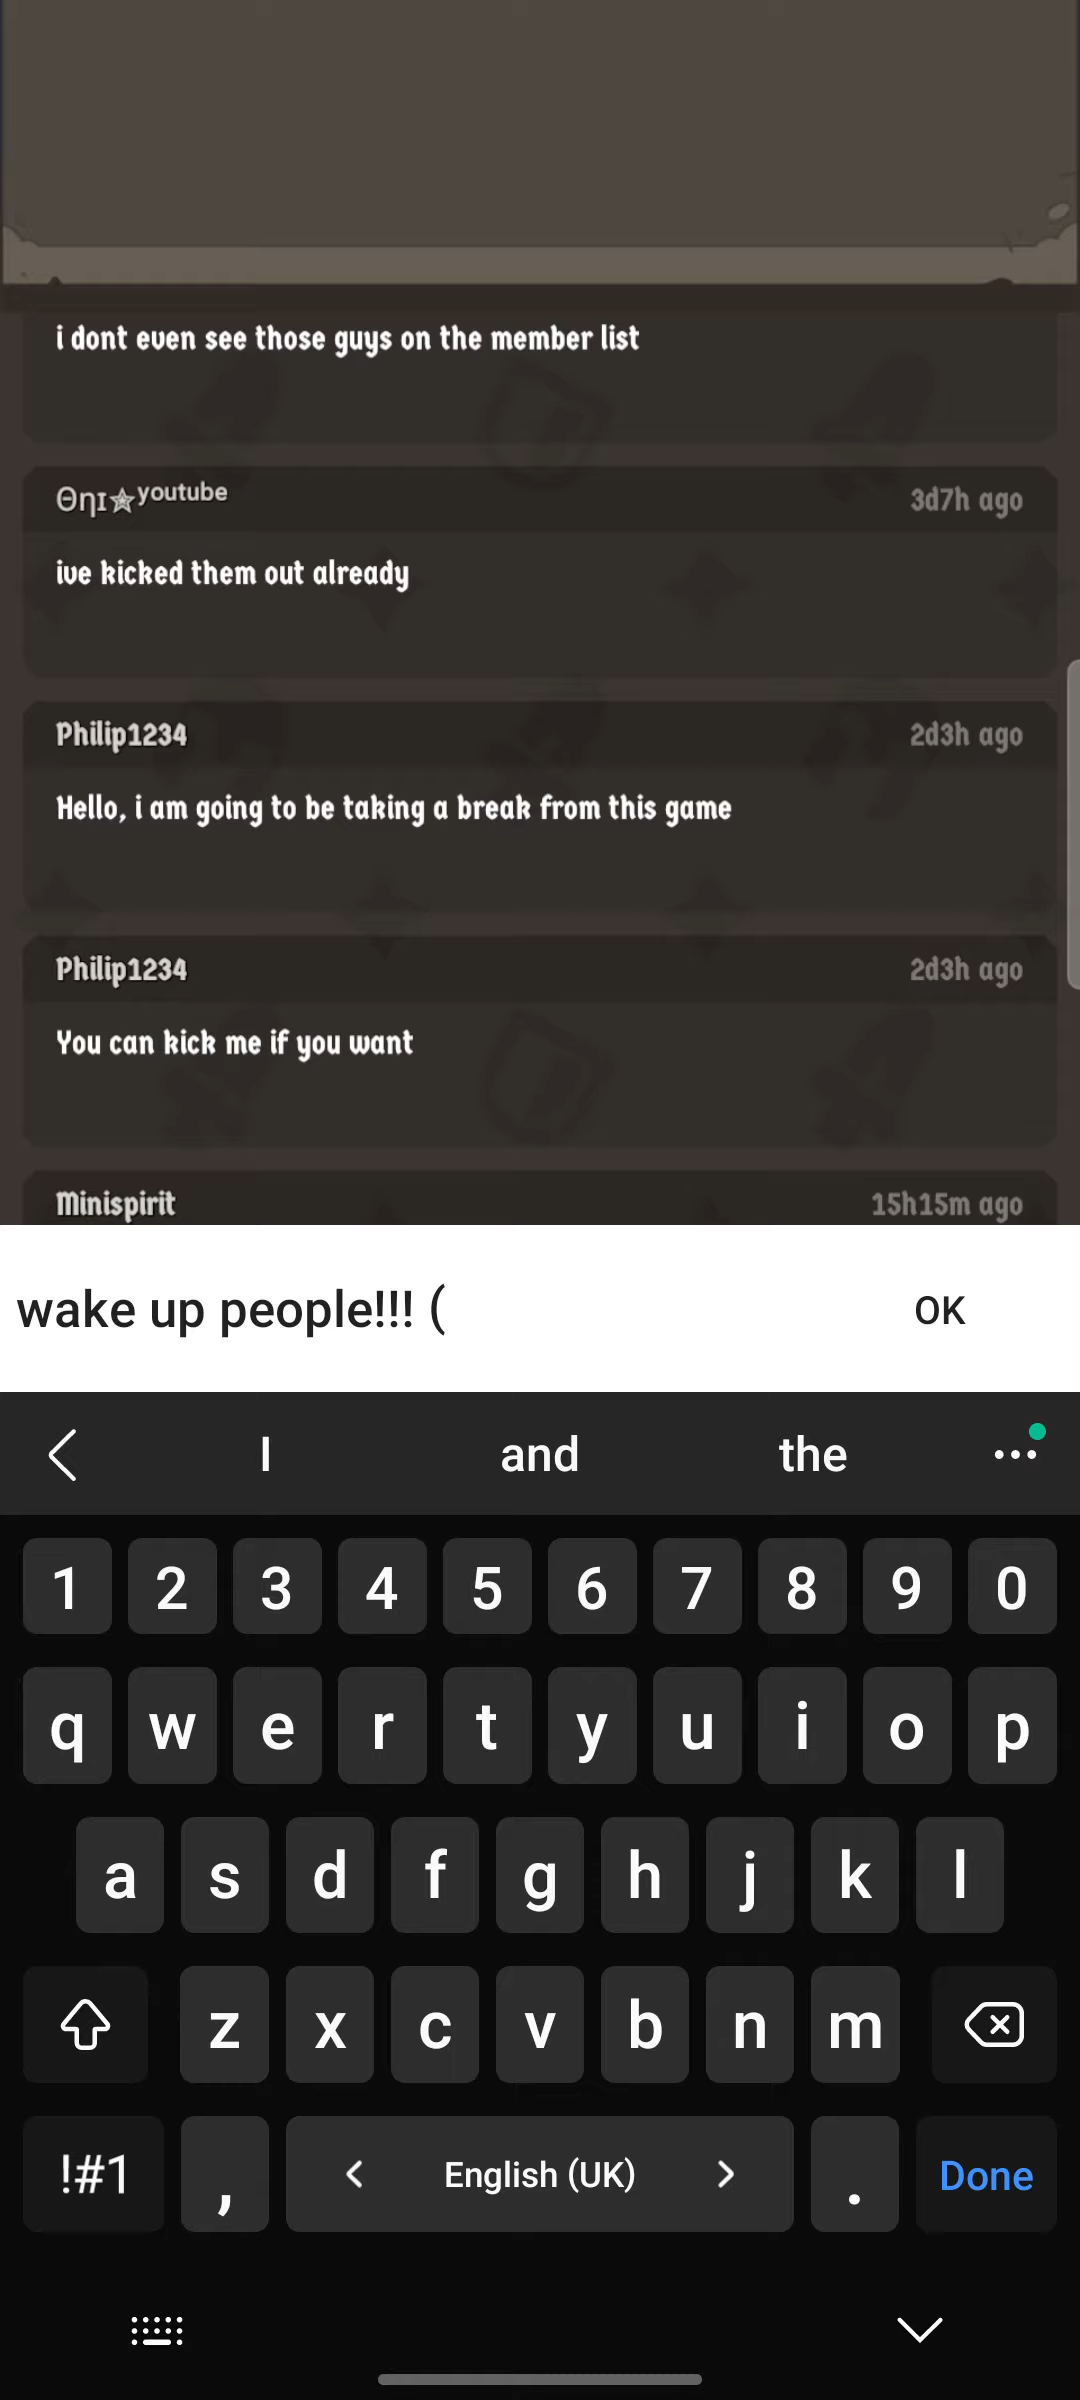 i dont even see those guys on the member list
Θηɪ✯ʸᵒᵘᵗᵘᵇᵉ 3d7h ago
ive kicked them out already
Philip1234 2d3h ago
Hello, i am going to be taking a break from this game
Philip1234 2d3h ago
You can kick me if you want
Minispirit 15h15m ago
wake up people!!! ( OK
I and the
1 2 3 4 5 6 7 8 9 0
q w e r t y u i o p
a s d f g h j k l
z x c v b n m
!#1 , English (UK) . Done